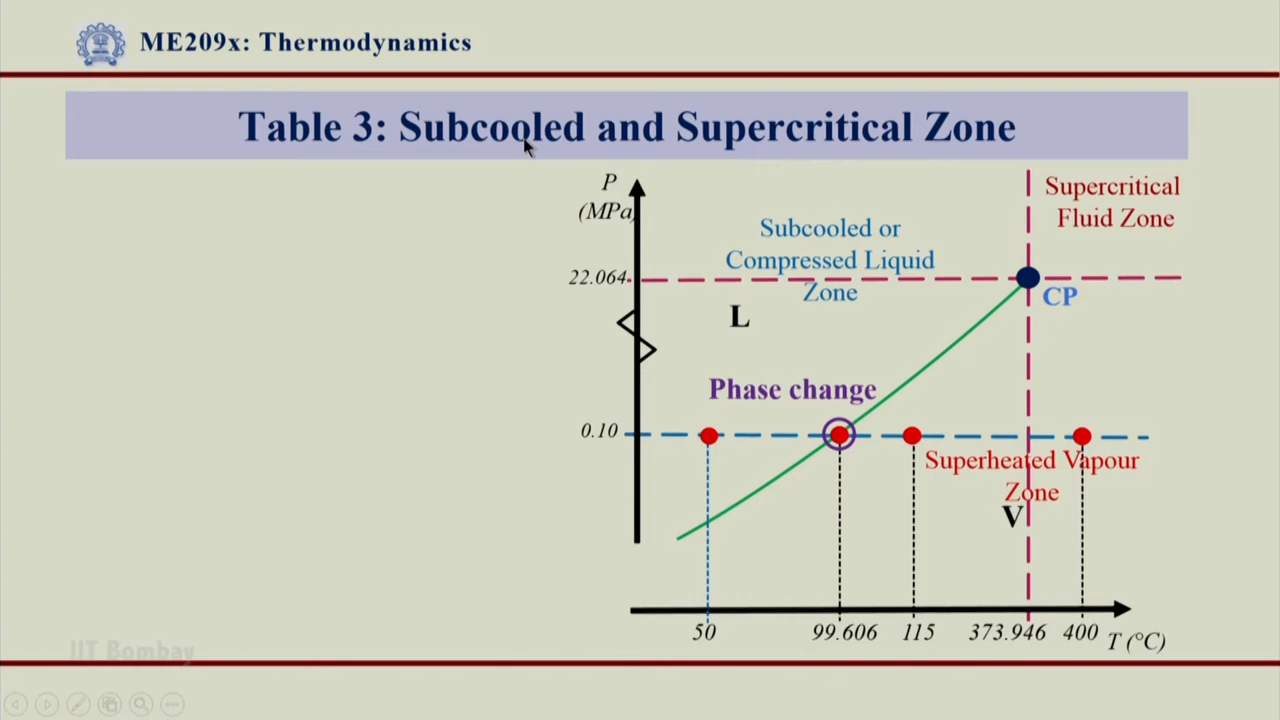 ME209x: Thermodynamics
Table 3: Subcooled and Supercritical Zone
P
(MPa)
Supercritical
Fluid Zone
Subcooled or
Compressed Liquid
Zone
22.064
CP
L
Phase change
0.10
Superheated Vapour
Zone
V
50
99.606
115
373.946
400
T (°C)
IIT Bombay